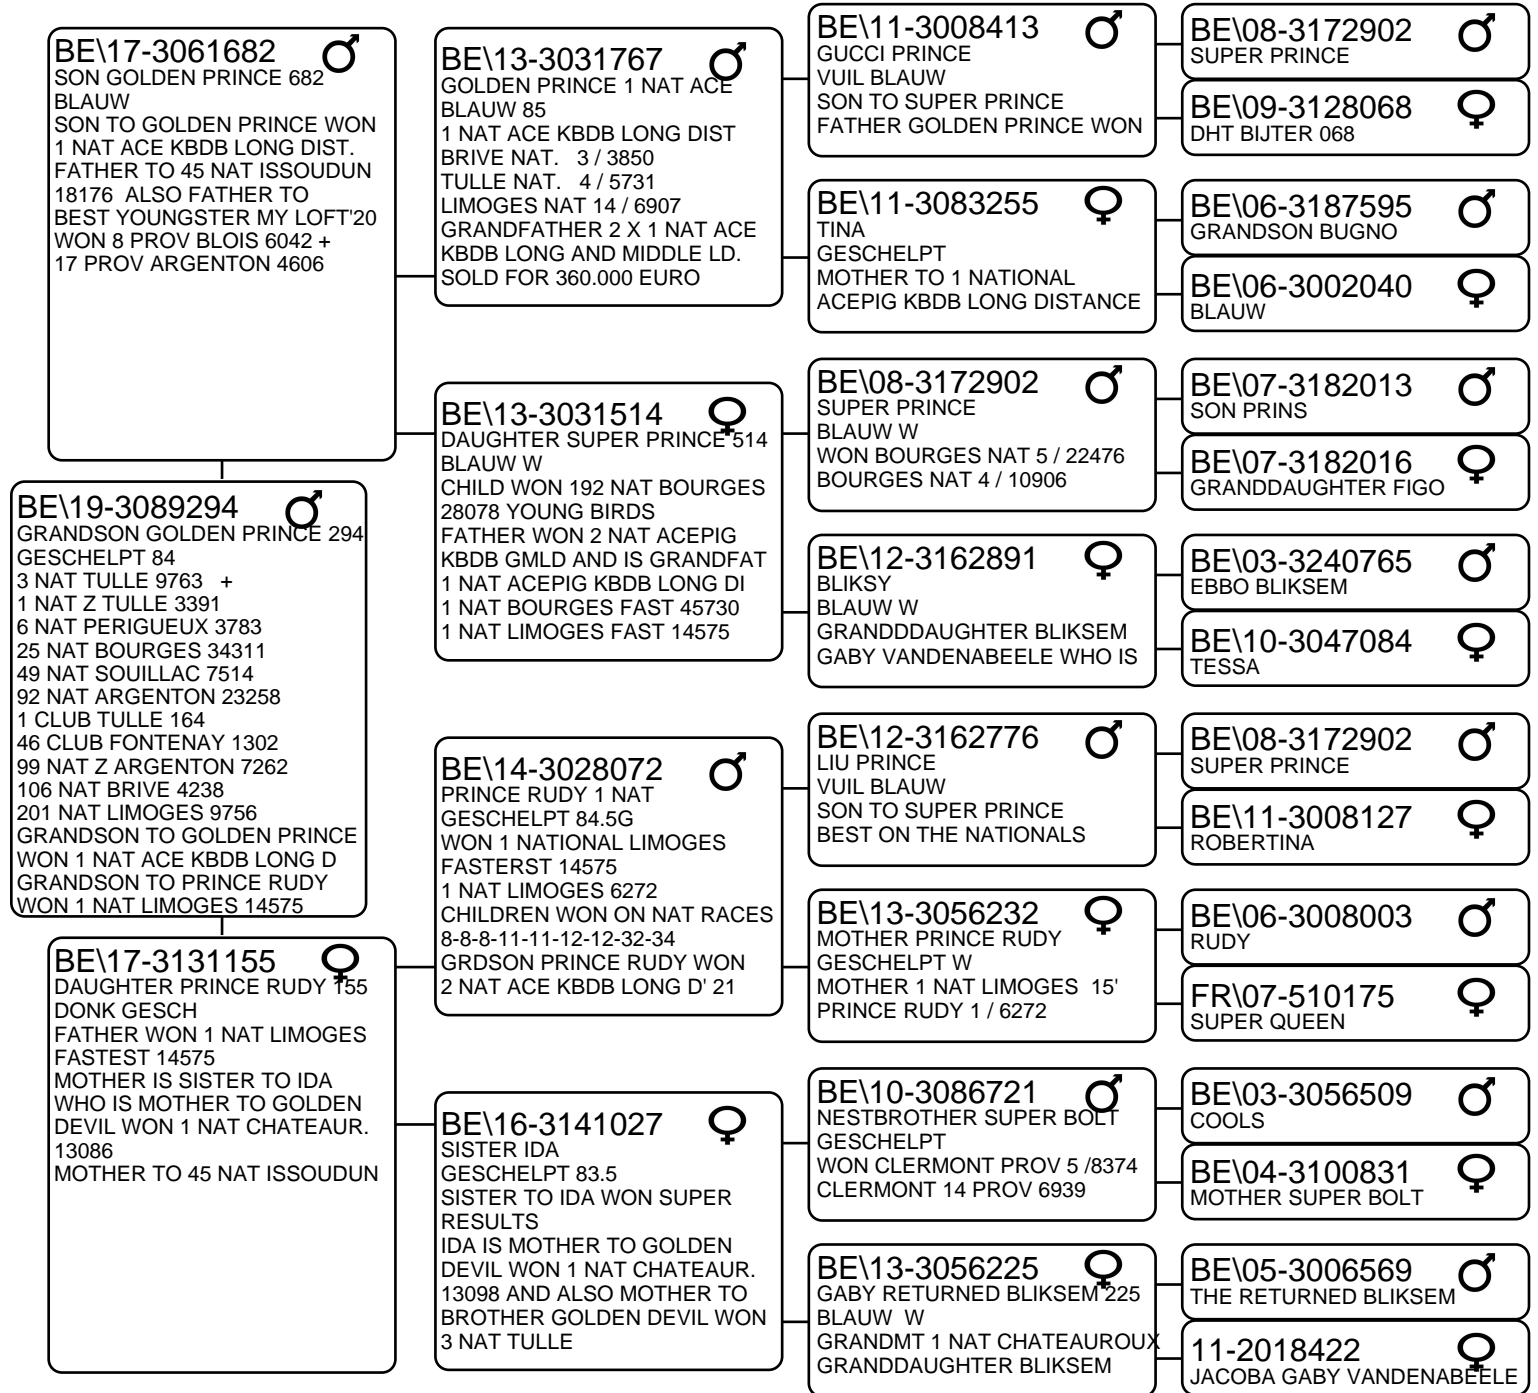 BE\17-3061682
SON GOLDEN PRINCE 682
BLAUW
SON TO GOLDEN PRINCE WON
1 NAT ACE KBDB LONG DIST.
FATHER TO 45 NAT ISSOUDUN
18176 ALSO FATHER TO
BEST YOUNGSTER MY LOFT'20
WON 8 PROV BLOIS 6042 +
17 PROV ARGENTON 4606
BE\19-3089294
GRANDSON GOLDEN PRINCE 294
GESCHELPT 84
3 NAT TULLE 9763 +
1 NAT Z TULLE 3391
6 NAT PERIGUEUX 3783
25 NAT BOURGES 34311
49 NAT SOUILLAC 7514
92 NAT ARGENTON 23258
1 CLUB TULLE 164
46 CLUB FONTENAY 1302
99 NAT Z ARGENTON 7262
106 NAT BRIVE 4238
201 NAT LIMOGES 9756
GRANDSON TO GOLDEN PRINCE
WON 1 NAT ACE KBDB LONG D
GRANDSON TO PRINCE RUDY
WON 1 NAT LIMOGES 14575
BE\17-3131155
DAUGHTER PRINCE RUDY 155
DONK GESCH
FATHER WON 1 NAT LIMOGES
FASTEST 14575
MOTHER IS SISTER TO IDA
WHO IS MOTHER TO GOLDEN
DEVIL WON 1 NAT CHATEAUR.
13086
MOTHER TO 45 NAT ISSOUDUN
BE\13-3031767
GOLDEN PRINCE 1 NAT ACE
BLAUW 85
1 NAT ACE KBDB LONG DIST
BRIVE NAT. 3 / 3850
TULLE NAT. 4 / 5731
LIMOGES NAT 14 / 6907
GRANDFATHER 2 X 1 NAT ACE
KBDB LONG AND MIDDLE LD.
SOLD FOR 360.000 EURO
BE\13-3031514
DAUGHTER SUPER PRINCE 514
BLAUW W
CHILD WON 192 NAT BOURGES
28078 YOUNG BIRDS
FATHER WON 2 NAT ACEPIG
KBDB GMLD AND IS GRANDFAT
1 NAT ACEPIG KBDB LONG DI
1 NAT BOURGES FAST 45730
1 NAT LIMOGES FAST 14575
BE\14-3028072
PRINCE RUDY 1 NAT
GESCHELPT 84.5G
WON 1 NATIONAL LIMOGES
FASTERST 14575
1 NAT LIMOGES 6272
CHILDREN WON ON NAT RACES
8-8-8-11-11-12-12-32-34
GRDSON PRINCE RUDY WON
2 NAT ACE KBDB LONG D' 21
BE\16-3141027
SISTER IDA
GESCHELPT 83.5
SISTER TO IDA WON SUPER
RESULTS
IDA IS MOTHER TO GOLDEN
DEVIL WON 1 NAT CHATEAUR.
13098 AND ALSO MOTHER TO
BROTHER GOLDEN DEVIL WON
3 NAT TULLE
BE\11-3008413
GUCCI PRINCE
VUIL BLAUW
SON TO SUPER PRINCE
FATHER GOLDEN PRINCE WON
BE\11-3083255
TINA
GESCHELPT
MOTHER TO 1 NATIONAL
ACEPIG KBDB LONG DISTANCE
BE\08-3172902
SUPER PRINCE
BLAUW W
WON BOURGES NAT 5 / 22476
BOURGES NAT 4 / 10906
BE\12-3162891
BLIKSY
BLAUW W
GRANDDDAUGHTER BLIKSEM
GABY VANDENABEELE WHO IS
BE\12-3162776
LIU PRINCE
VUIL BLAUW
SON TO SUPER PRINCE
BEST ON THE NATIONALS
BE\13-3056232
MOTHER PRINCE RUDY
GESCHELPT W
MOTHER 1 NAT LIMOGES 15'
PRINCE RUDY 1 / 6272
BE\10-3086721
NESTBROTHER SUPER BOLT
GESCHELPT
WON CLERMONT PROV 5 /8374
CLERMONT 14 PROV 6939
BE\13-3056225
GABY RETURNED BLIKSEM 225
BLAUW W
GRANDMT 1 NAT CHATEAUROUX
GRANDDAUGHTER BLIKSEM
BE\08-3172902
SUPER PRINCE
BE\09-3128068
DHT BIJTER 068
BE\06-3187595
GRANDSON BUGNO
BE\06-3002040
BLAUW
BE\07-3182013
SON PRINS
BE\07-3182016
GRANDDAUGHTER FIGO
BE\03-3240765
EBBO BLIKSEM
BE\10-3047084
TESSA
BE\08-3172902
SUPER PRINCE
BE\11-3008127
ROBERTINA
BE\06-3008003
RUDY
FR\07-510175
SUPER QUEEN
BE\03-3056509
COOLS
BE\04-3100831
MOTHER SUPER BOLT
BE\05-3006569
THE RETURNED BLIKSEM
11-2018422
JACOBA GABY VANDENABEELE